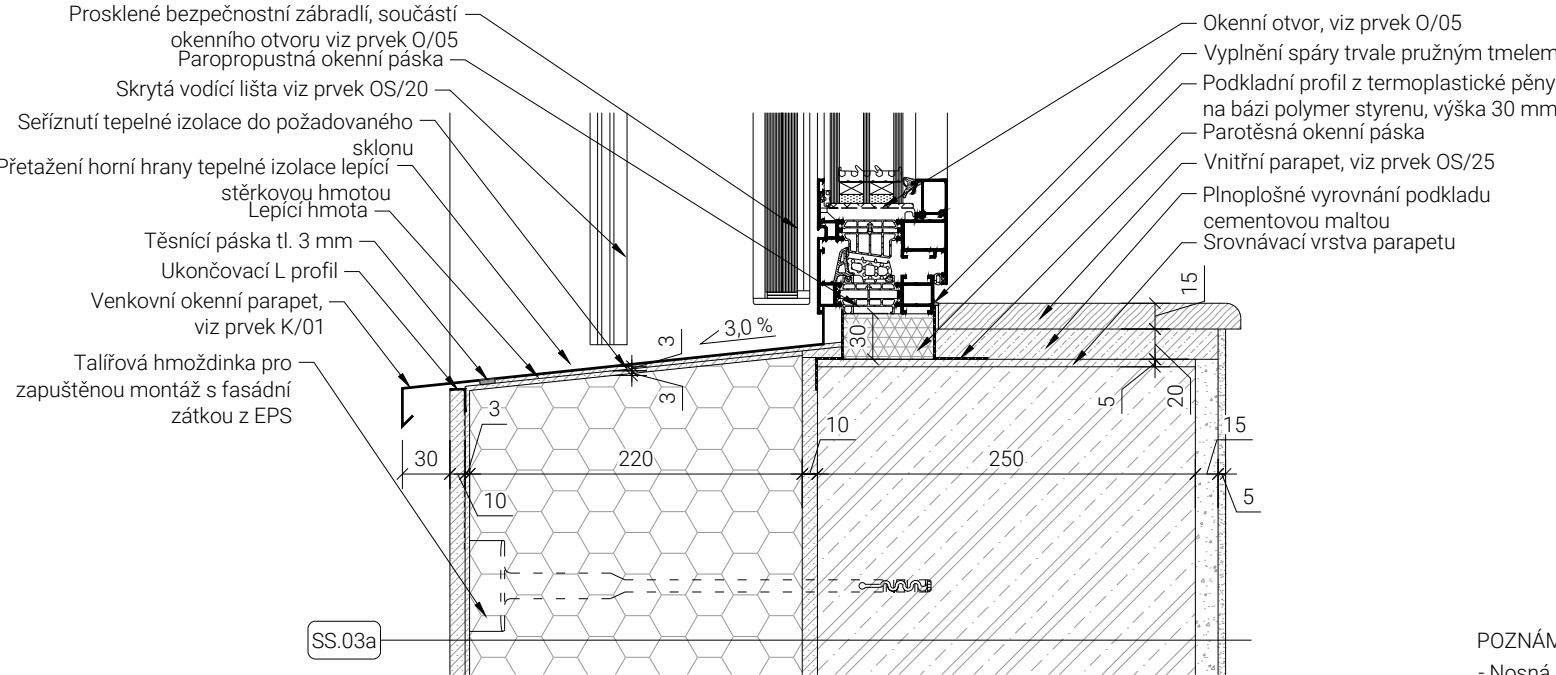 Prosklené bezpečnostní zábradlí, součástí
okenního otvoru viz prvek O/05
Paropropustná okenní páska
Skrytá vodící lišta viz prvek OS/20
Seříznutí tepelné izolace do požadovaného
sklonu
Přetažení horní hrany tepelné izolace lepící
stěrkovou hmotou
Lepící hmota
Těsnící páska tl. 3 mm
Ukončovací L profil
Venkovní okenní parapet,
viz prvek K/01
Talířová hmoždinka pro
zapuštěnou montáž s fasádní
zátkou z EPS
Okenní otvor, viz prvek O/05
Vyplnění spáry trvale pružným tmelem
Podkladní profil z termoplastické pěny
na bázi polymer styrenu, výška 30 mm
Parotěsná okenní páska
Vnitřní parapet, viz prvek OS/25
Plnoplošné vyrovnání podkladu
cementovou maltou
Srovnávací vrstva parapetu
15
3,0 %
3
30
3
5
20
3
10
15
30
220
250
10
5
SS.03a
POZNÁM
- Nosná